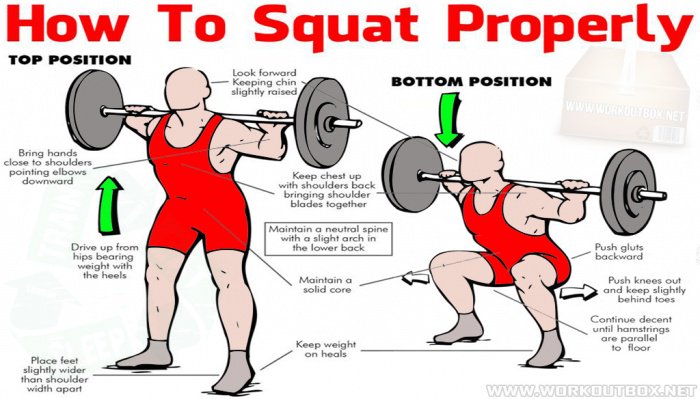 How To Squat Properly
TOP POSITION
Look forward
Keeping chin
slightly raised
BOTTOM POSITION
WWW.WORKOUTBOX.NET
Bring hands
close to shoulders
pointing elbows
downward
Keep chest up
with shoulders back
bringing shoulder
blades together
Maintain a neutral spine
with a slight arch in
the lower back
Drive up from
hips bearing
weight with
the heels
Push gluts
backward
Maintain a
solid core
Push knees out
and keep slightly
behind toes
Continue decent
until hamstrings
are parallel
to floor
Keep weight
on heals
Place feet
slightly wider
than shoulder
width apart
WWW.WORKOUTBOX.NET